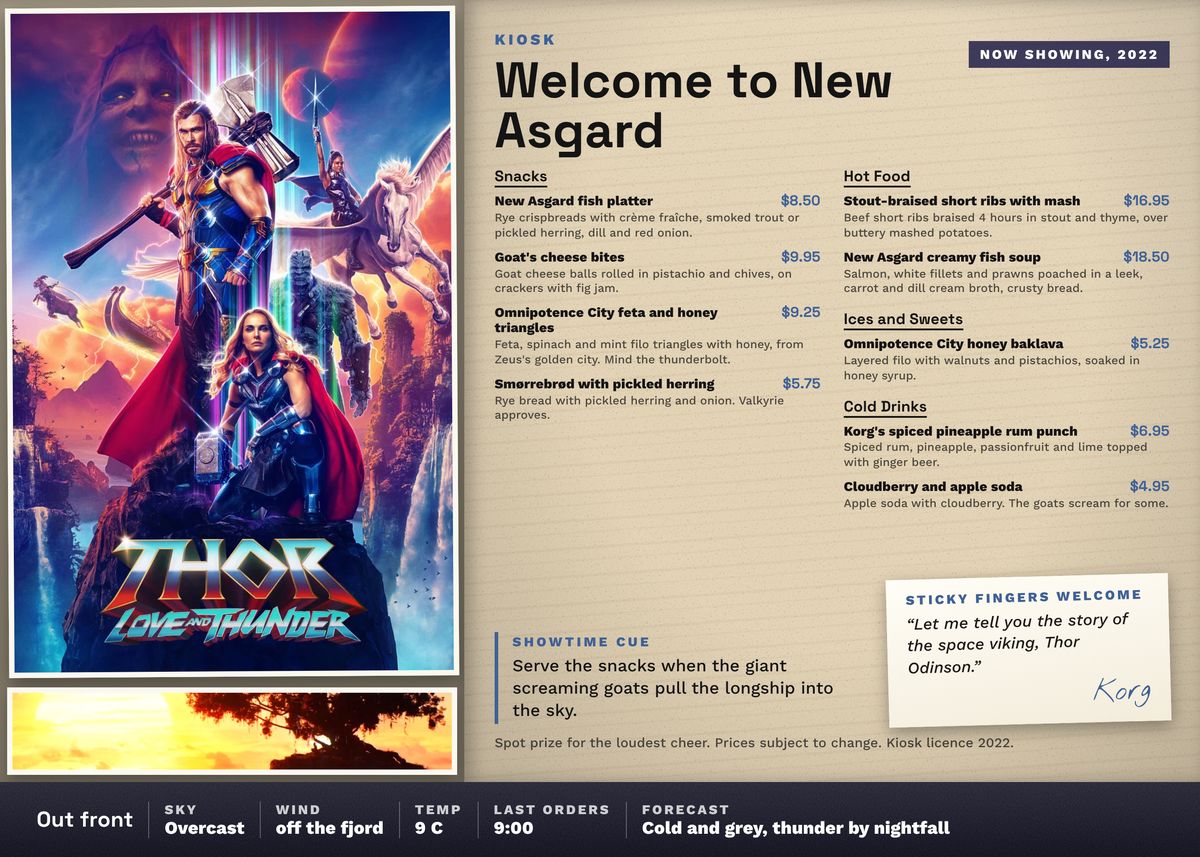 THOR
LOVE AND THUNDER
KIOSK
NOW SHOWING, 2022
Welcome to New
Asgard
Snacks
New Asgard fish platter $8.50
Rye crispbreads with crème fraîche, smoked trout or
pickled herring, dill and red onion.
Goat's cheese bites $9.95
Goat cheese balls rolled in pistachio and chives, on
crackers with fig jam.
Omnipotence City feta and honey $9.25
triangles
Feta, spinach and mint filo triangles with honey, from
Zeus's golden city. Mind the thunderbolt.
Smørrebrød with pickled herring $5.75
Rye bread with pickled herring and onion. Valkyrie
approves.
Hot Food
Stout-braised short ribs with mash $16.95
Beef short ribs braised 4 hours in stout and thyme, over
buttery mashed potatoes.
New Asgard creamy fish soup $18.50
Salmon, white fillets and prawns poached in a leek,
carrot and dill cream broth, crusty bread.
Ices and Sweets
Omnipotence City honey baklava $5.25
Layered filo with walnuts and pistachios, soaked in
honey syrup.
Cold Drinks
Korg's spiced pineapple rum punch $6.95
Spiced rum, pineapple, passionfruit and lime topped
with ginger beer.
Cloudberry and apple soda $4.95
Apple soda with cloudberry. The goats scream for some.
SHOWTIME CUE
Serve the snacks when the giant
screaming goats pull the longship into
the sky.
STICKY FINGERS WELCOME
“Let me tell you the story of
the space viking, Thor
Odinson.”
Korg
Spot prize for the loudest cheer. Prices subject to change. Kiosk licence 2022.
Out front
SKY
Overcast
WIND
off the fjord
TEMP
9 C
LAST ORDERS
9:00
FORECAST
Cold and grey, thunder by nightfall